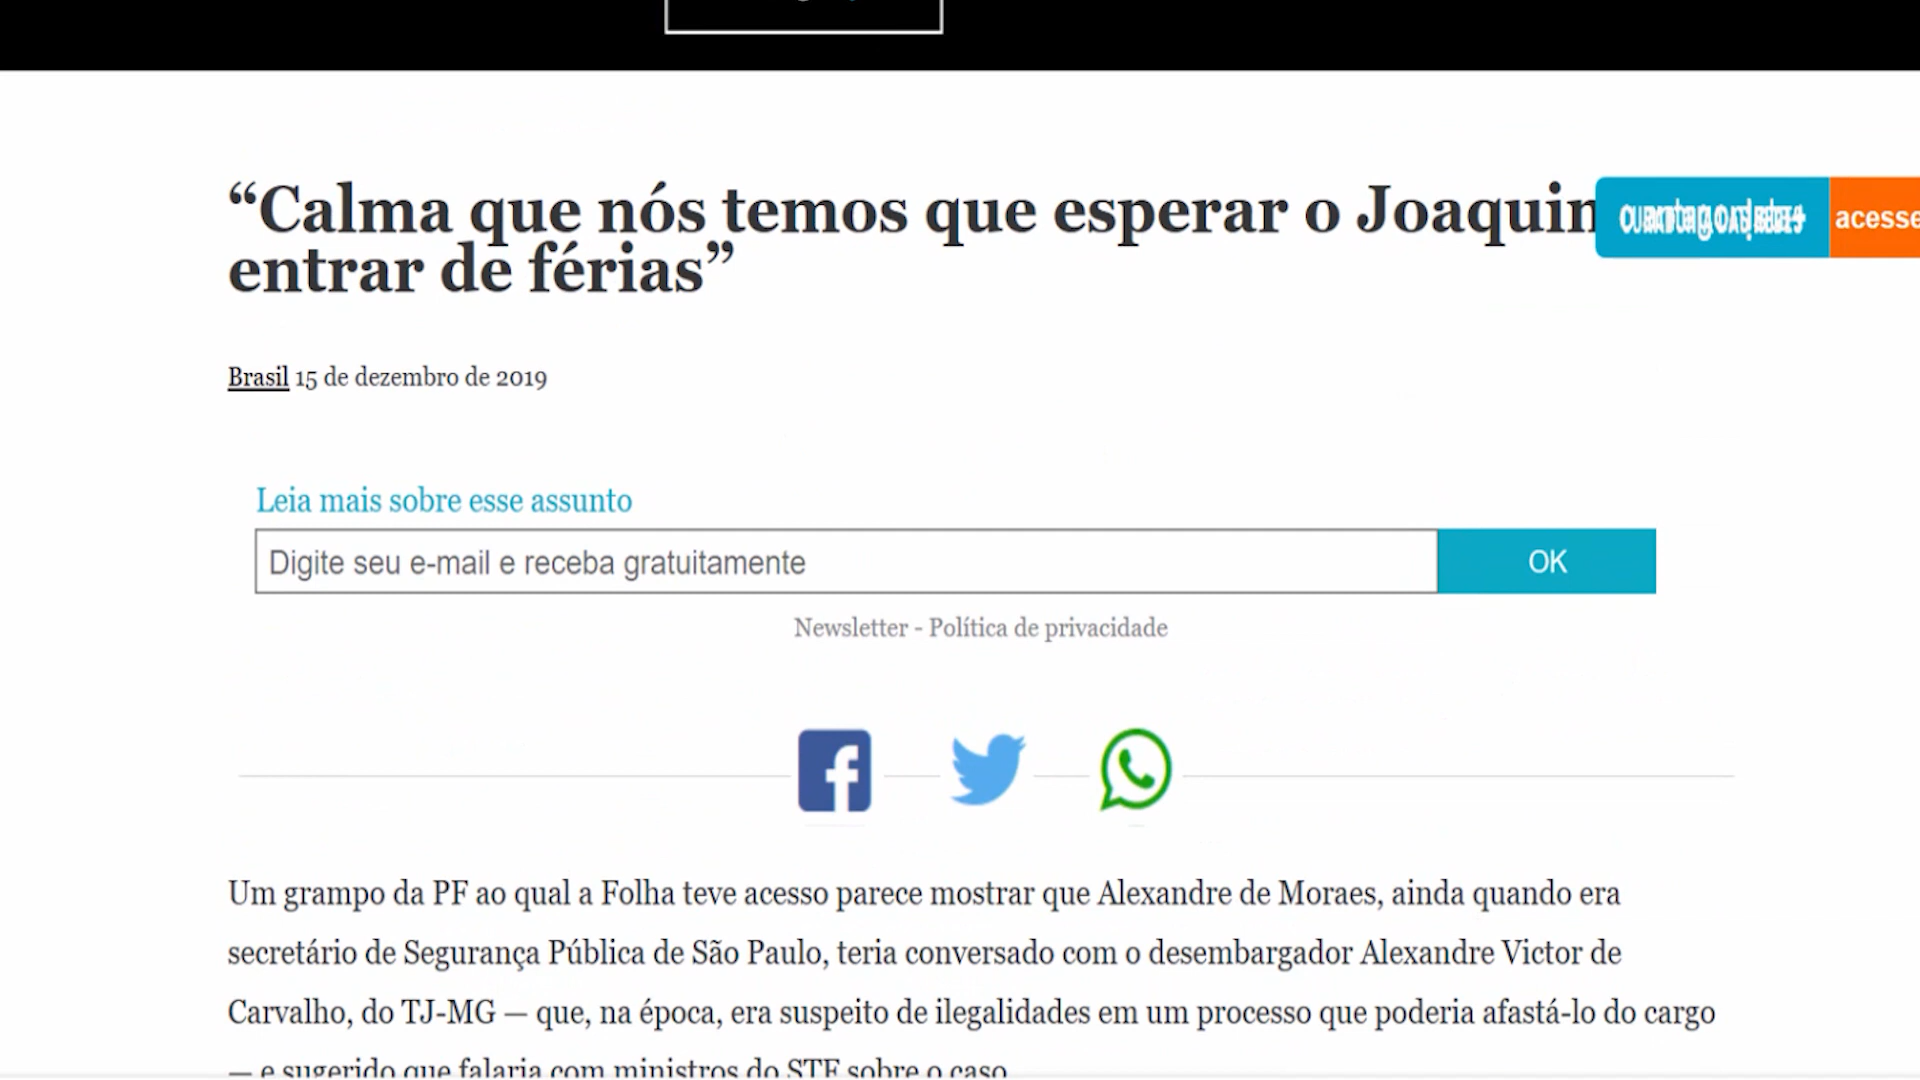 “Calma que nós temos que esperar o Joaquim
entrar de férias”
acesse
Brasil 15 de dezembro de 2019
Leia mais sobre esse assunto
Digite seu e-mail e receba gratuitamente
OK
Newsletter - Política de privacidade
Um grampo da PF ao qual a Folha teve acesso parece mostrar que Alexandre de Moraes, ainda quando era
secretário de Segurança Pública de São Paulo, teria conversado com o desembargador Alexandre Victor de
Carvalho, do TJ-MG — que, na época, era suspeito de ilegalidades em um processo que poderia afastá-lo do cargo
— e sugerido que falaria com ministros do STF sobre o caso.